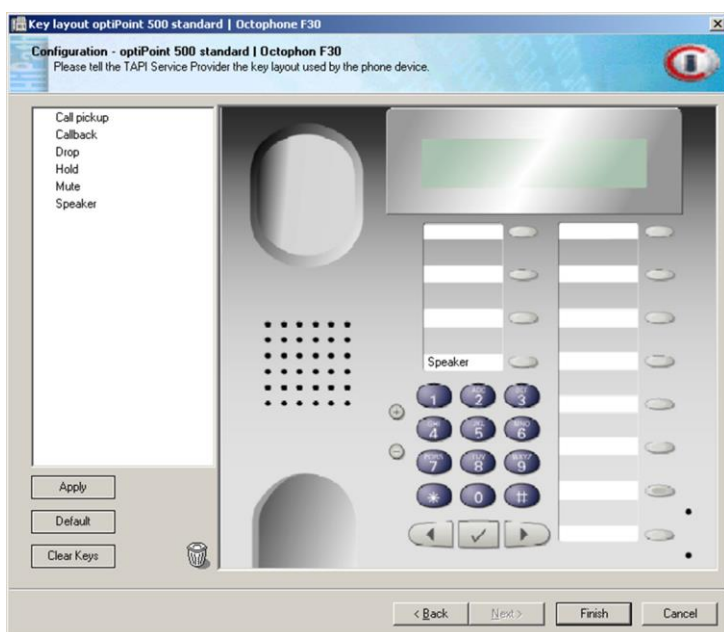 Key layout optiPoint 500 standard | Octophone F30
Configuration - optiPoint 500 standard | Octophon F30
Please tell the TAPI Service Provider the key layout used by the phone device.
Call pickup
Callback
Drop
Hold
Mute
Speaker
Speaker
1
ABC
2
3
4
5
6
7
TUV
8
9
*
0
#
Apply
Default
Clear Keys
< Back
Next >
Finish
Cancel